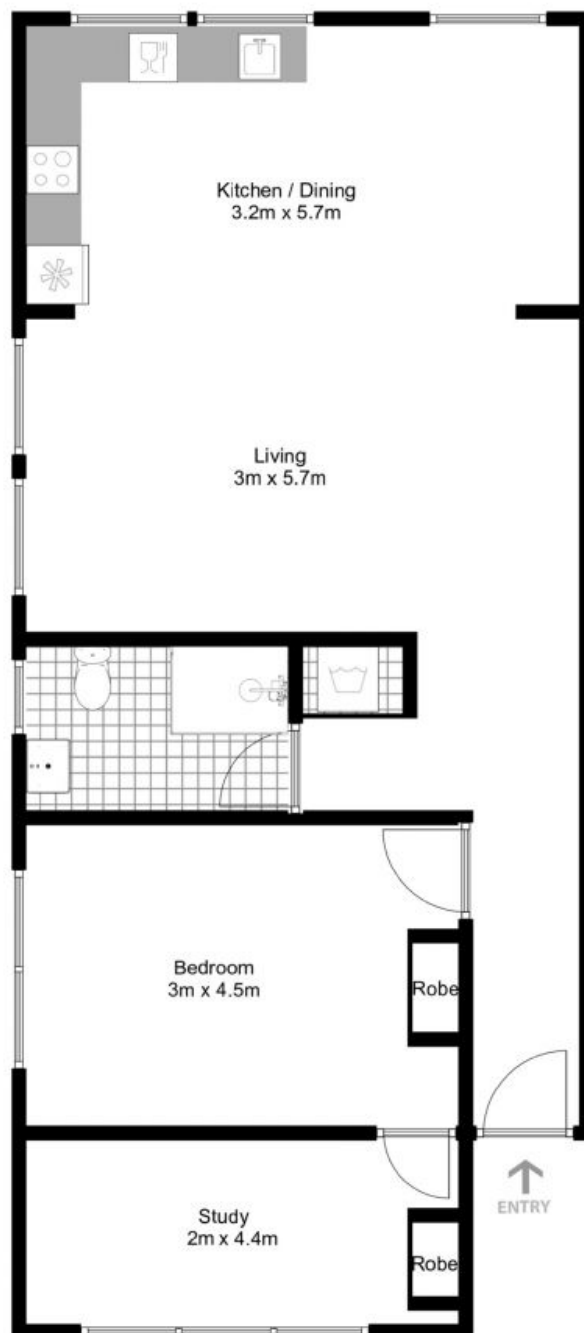 Kitchen / Dining
3.2m x 5.7m
Living
3m x 5.7m
Bedroom
3m x 4.5m
Robe
ENTRY
Study
2m x 4.4m
Robe